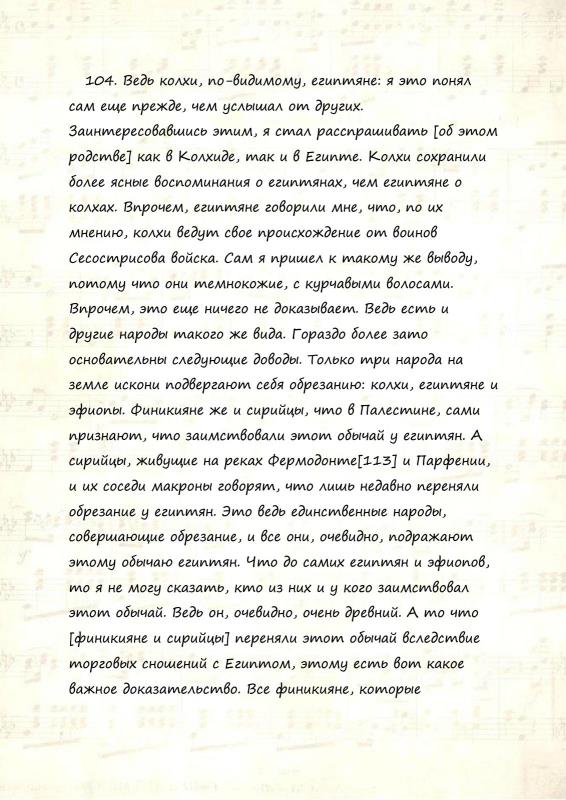 104. Ведь колхи, по-видимому, египтяне: я это понял
сам еще прежде, чем услышал от других.
Заинтересовавшись этим, я стал расспрашивать [об этом
родстве] как в Колхиде, так и в Египте. Колхи сохранили
более ясные воспоминания о египтянах, чем египтяне о
колхах. Впрочем, египтяне говорили мне, что, по их
мнению, колхи ведут свое происхождение от воинов
Сесострисова войска. Сам я пришел к такому же выводу,
потому что они темнокожие, с курчавыми волосами.
Впрочем, это еще ничего не доказывает. Ведь есть и
другие народы такого же вида. Гораздо более зато
основательны следующие доводы. Только три народа на
земле искони подвергают себя обрезанию: колхи, египтяне и
эфиопы. Финикияне же и сирийцы, что в Палестине, сами
признают, что заимствовали этот обычай у египтян. А
сирийцы, живущие на реках Фермодонте[113] и Парфении,
и их соседи макроны говорят, что лишь недавно переняли
обрезание у египтян. Это ведь единственные народы,
совершающие обрезание, и все они, очевидно, подражают
этому обычаю египтян. Что до самих египтян и эфиопов,
то я не могу сказать, кто из них и у кого заимствовал
этот обычай. Ведь он, очевидно, очень древний. А то что
[финикияне и сирийцы] переняли этот обычай вследствие
торговых сношений с Египтом, этому есть вот какое
важное доказательство. Все финикияне, которые